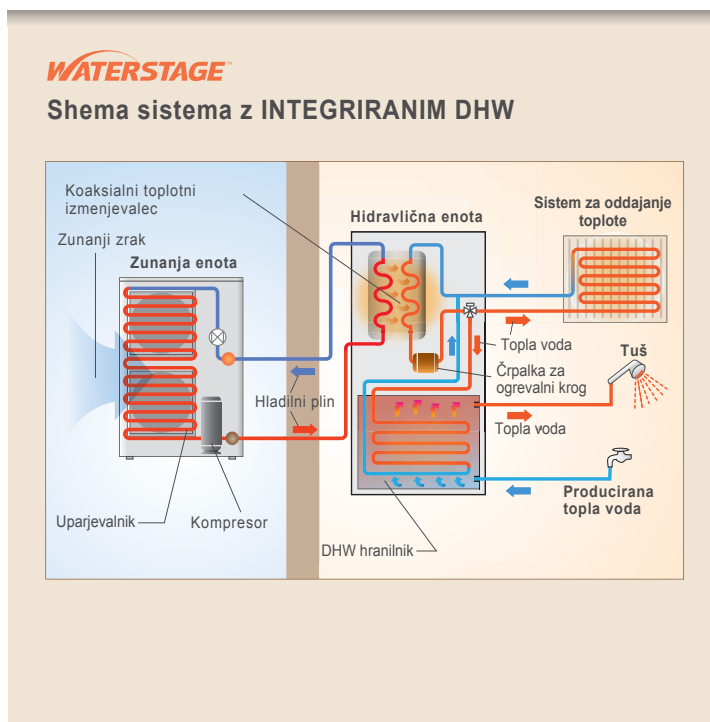 WATERSTAGE™
Shema sistema z INTEGRIRANIM DHW
Koaksialni toplotni
izmenjevalec
Zunanji zrak
Zunanja enota
Hidravlična enota
Sistem za oddajanje
toplote
Topla voda
Črpalka za
ogrevalni krog
Tuš
Hladilni plin
Topla voda
Uparjevalnik
Kompresor
Producirana
topla voda
DHW hranilnik